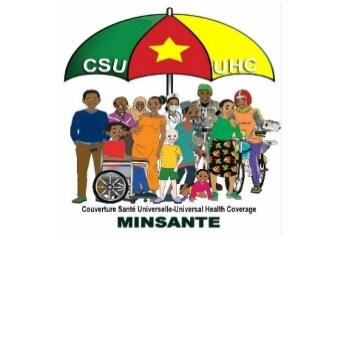 CSU UHC
Couverture Santé Universelle-Universal Health Coverage
MINSANTE